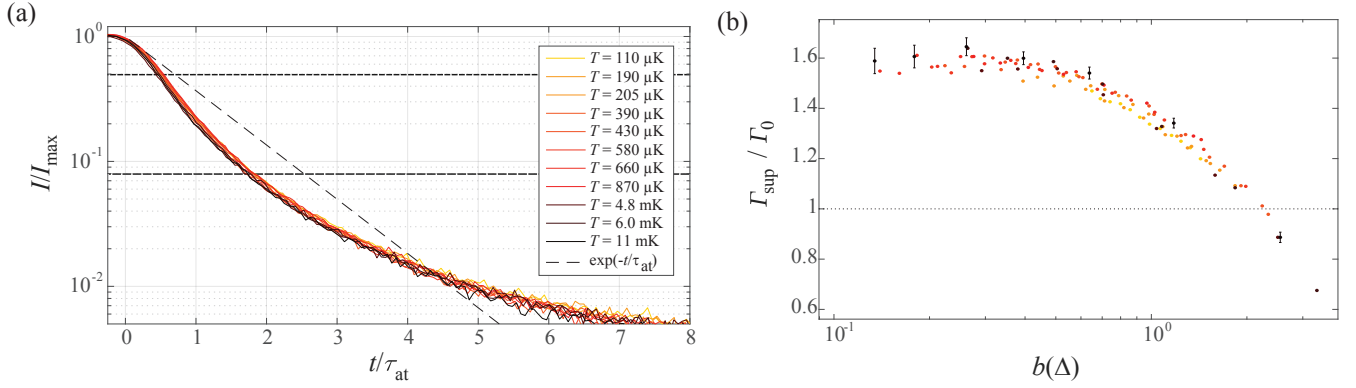 (a)
I/I_max
10^0
10^-1
10^-2
T = 110 µK
T = 190 µK
T = 205 µK
T = 390 µK
T = 430 µK
T = 580 µK
T = 660 µK
T = 870 µK
T = 4.8 mK
T = 6.0 mK
T = 11 mK
exp(-t/τ_at)
0 1 2 3 4 5 6 7 8
t/τ_at
(b)
Γ_sup / Γ_0
1.6
1.4
1.2
1
0.8
0.6
10^-1 10^0
b(Δ)